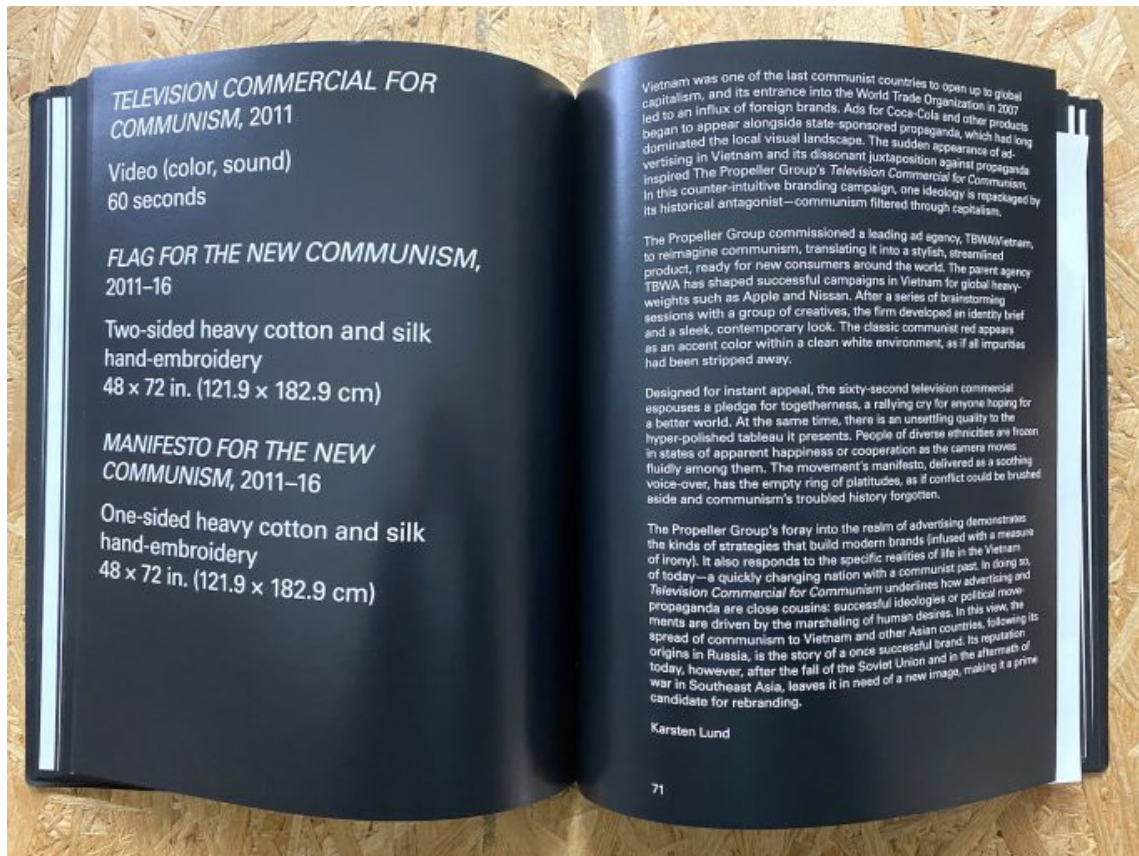 TELEVISION COMMERCIAL FOR
COMMUNISM, 2011
Video (color, sound)
60 seconds
FLAG FOR THE NEW COMMUNISM,
2011–16
Two-sided heavy cotton and silk
hand-embroidery
48 x 72 in. (121.9 x 182.9 cm)
MANIFESTO FOR THE NEW
COMMUNISM, 2011–16
One-sided heavy cotton and silk
hand-embroidery
48 x 72 in. (121.9 x 182.9 cm)
Vietnam was one of the last communist countries to open up to global
capitalism, and its entrance into the World Trade Organization in 2007
led to an influx of foreign brands. Ads for Coca-Cola and other products
began to appear alongside state-sponsored propaganda, which had long
dominated the local visual landscape. The sudden appearance of ad-
vertising in Vietnam and its dissonant juxtaposition against propaganda
inspired The Propeller Group's Television Commercial for Communism.
In this counter-intuitive branding campaign, one ideology is repackaged by
its historical antagonist—communism filtered through capitalism.
The Propeller Group commissioned a leading ad agency, TBWA\Vietnam,
to reimagine communism, translating it into a stylish, streamlined
product, ready for new consumers around the world. The parent agency
TBWA has shaped successful campaigns in Vietnam for global heavy-
weights such as Apple and Nissan. After a series of brainstorming
sessions with a group of creatives, the firm developed an identity brief
and a sleek, contemporary look. The classic communist red appears
as an accent color within a clean white environment, as if all impurities
had been stripped away.
Designed for instant appeal, the sixty-second television commercial
espouses a pledge for togetherness, a rallying cry for anyone hoping for
a better world. At the same time, there is an unsettling quality to the
hyper-polished tableau it presents. People of diverse ethnicities are frozen
in states of apparent happiness or cooperation as the camera moves
fluidly among them. The movement's manifesto, delivered as a soothing
voice-over, has the empty ring of platitudes, as if conflict could be brushed
aside and communism's troubled history forgotten.
The Propeller Group's foray into the realm of advertising demonstrates
the kinds of strategies that build modern brands (infused with a measure
of irony). It also responds to the specific realities of life in the Vietnam
of today—a quickly changing nation with a communist past. In doing so,
Television Commercial for Communism underlines how advertising and
propaganda are close cousins: successful ideologies or political move-
ments are driven by the marshaling of human desires. In this view, the
spread of communism to Vietnam and other Asian countries, following its
origins in Russia, is the story of a once successful brand. Its reputation
today, however, after the fall of the Soviet Union and in the aftermath of
war in Southeast Asia, leaves it in need of a new image, making it a prime
candidate for rebranding.
Karsten Lund
71